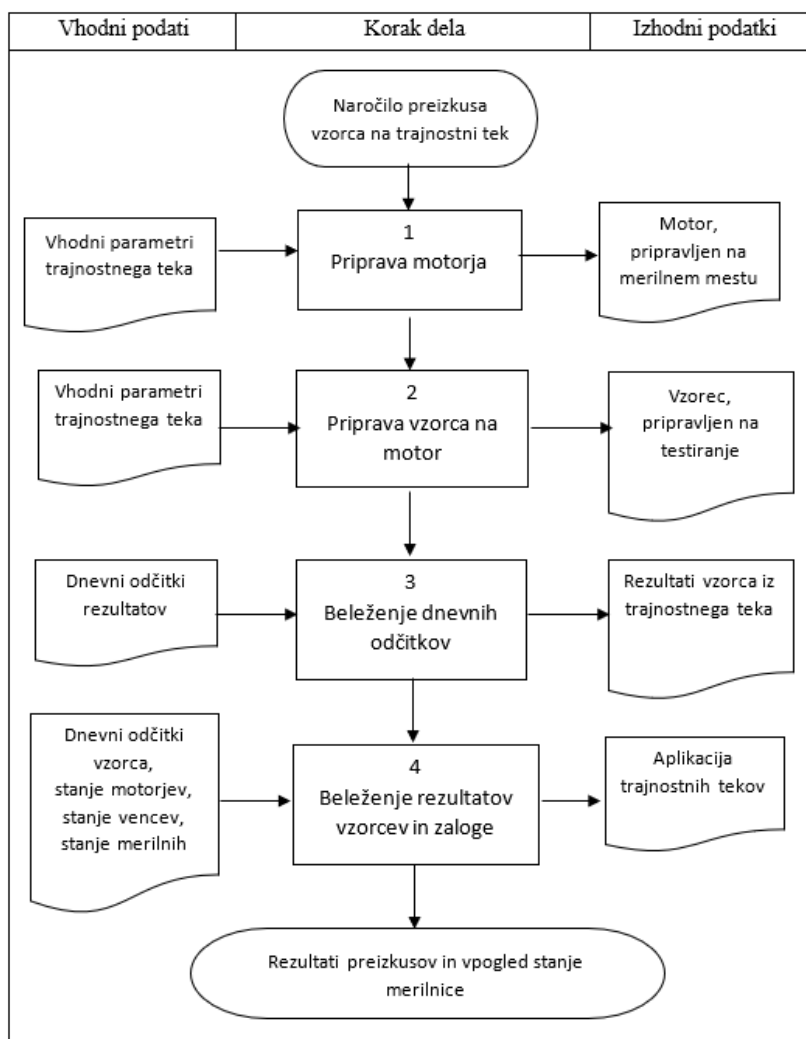 Vhodni podati
Korak dela
Izhodni podatki
Naročilo preizkusa
vzorca na trajnostni tek
Vhodni parametri
trajnostnega teka
1
Priprava motorja
Motor,
pripravljen na
merilnem mestu
Vhodni parametri
trajnostnega teka
2
Priprava vzorca na
motor
Vzorec,
pripravljen na
testiranje
Dnevni odčitki
rezultatov
3
Beleženje dnevnih
odčitkov
Rezultati vzorca iz
trajnostnega teka
Dnevni odčitki
vzorca,
stanje motorjev,
stanje vencev,
stanje merilnih
4
Beleženje rezultatov
vzorcev in zaloge
Aplikacija
trajnostnih tekov
Rezultati preizkusov in vpogled stanje
merilnice